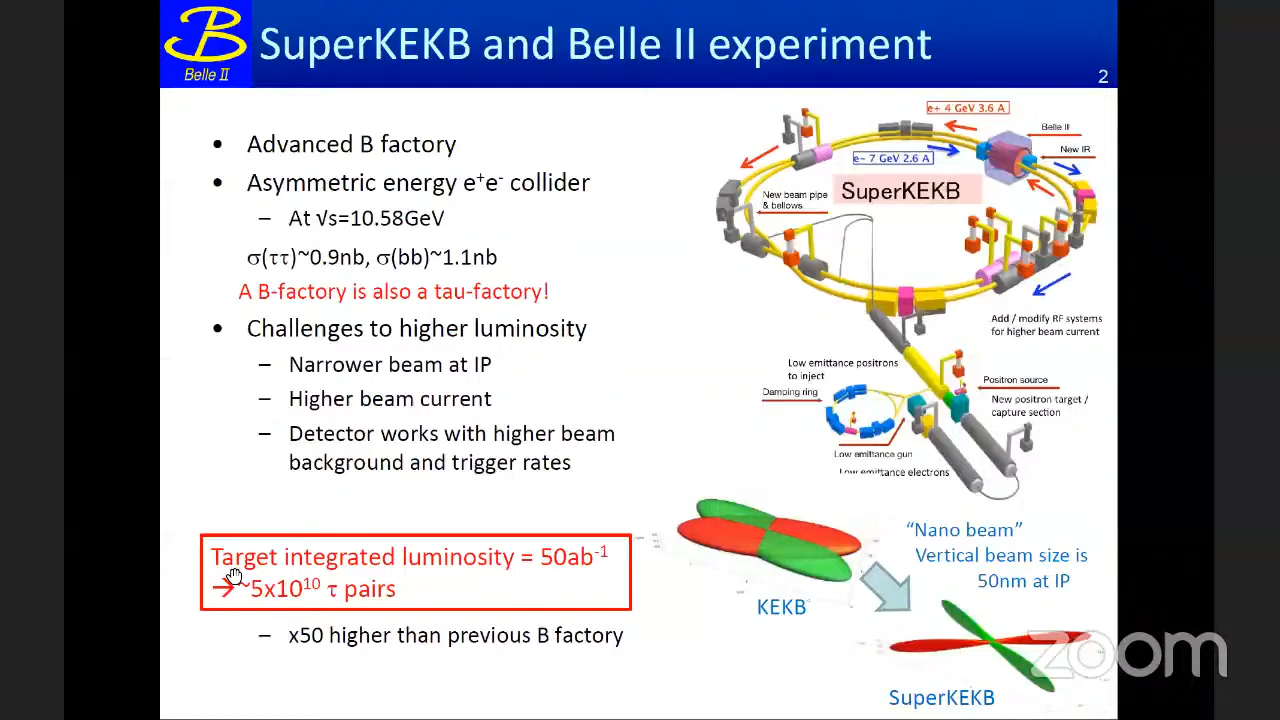 Belle II
SuperKEKB and Belle II experiment
2
• Advanced B factory
• Asymmetric energy e⁺e⁻ collider
– At √s=10.58GeV
σ(ττ)~0.9nb, σ(bb)~1.1nb
A B-factory is also a tau-factory!
• Challenges to higher luminosity
– Narrower beam at IP
– Higher beam current
– Detector works with higher beam
background and trigger rates
Target integrated luminosity = 50ab⁻¹
→ ~5x10¹⁰ τ pairs
– x50 higher than previous B factory
e+ 4 GeV 3.6 A
Belle II
New IR
e- 7 GeV 2.6 A
SuperKEKB
New beam pipe
& bellows
Add / modify RF systems
for higher beam current
Low emittance positrons
to inject
Damping ring
Positron source
New positron target /
capture section
Low emittance gun
Low emittance electrons
"Nano beam"
Vertical beam size is
50nm at IP
KEKB
SuperKEKB
zoom